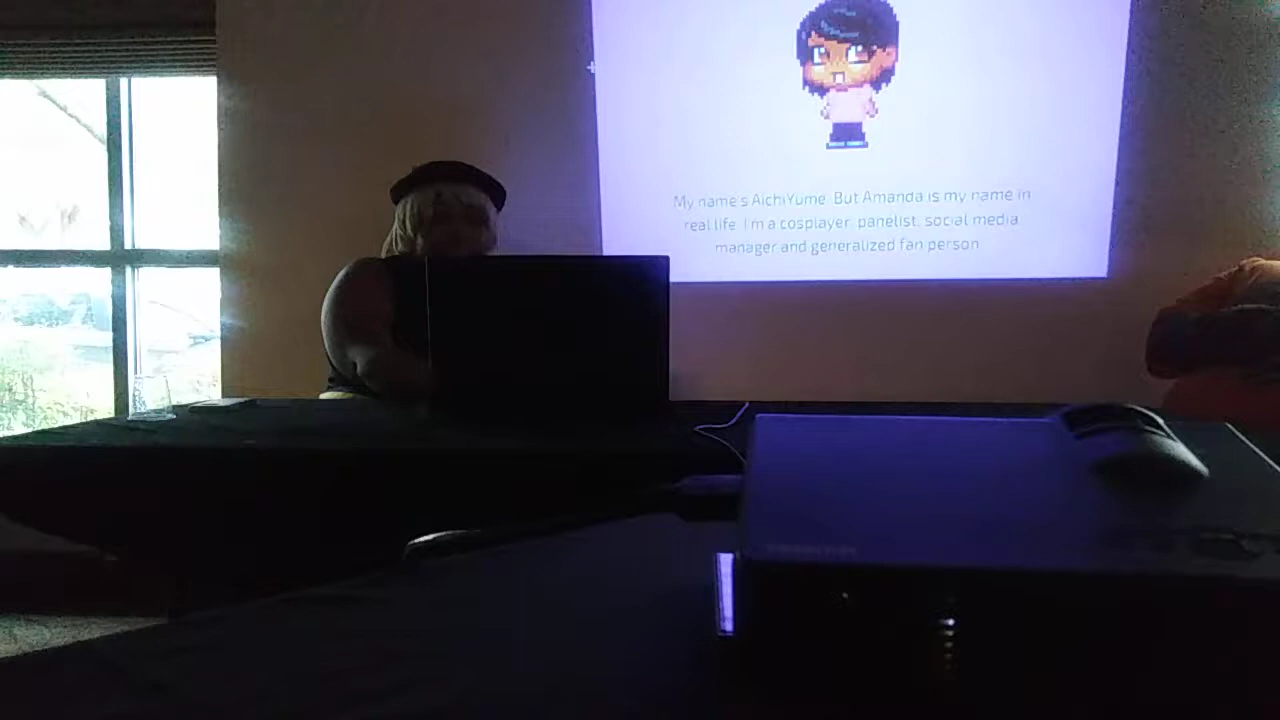 My name's AichiYume. But Amanda is my name in
real life. I'm a cosplayer, panelist, social media
manager and generalized fan person